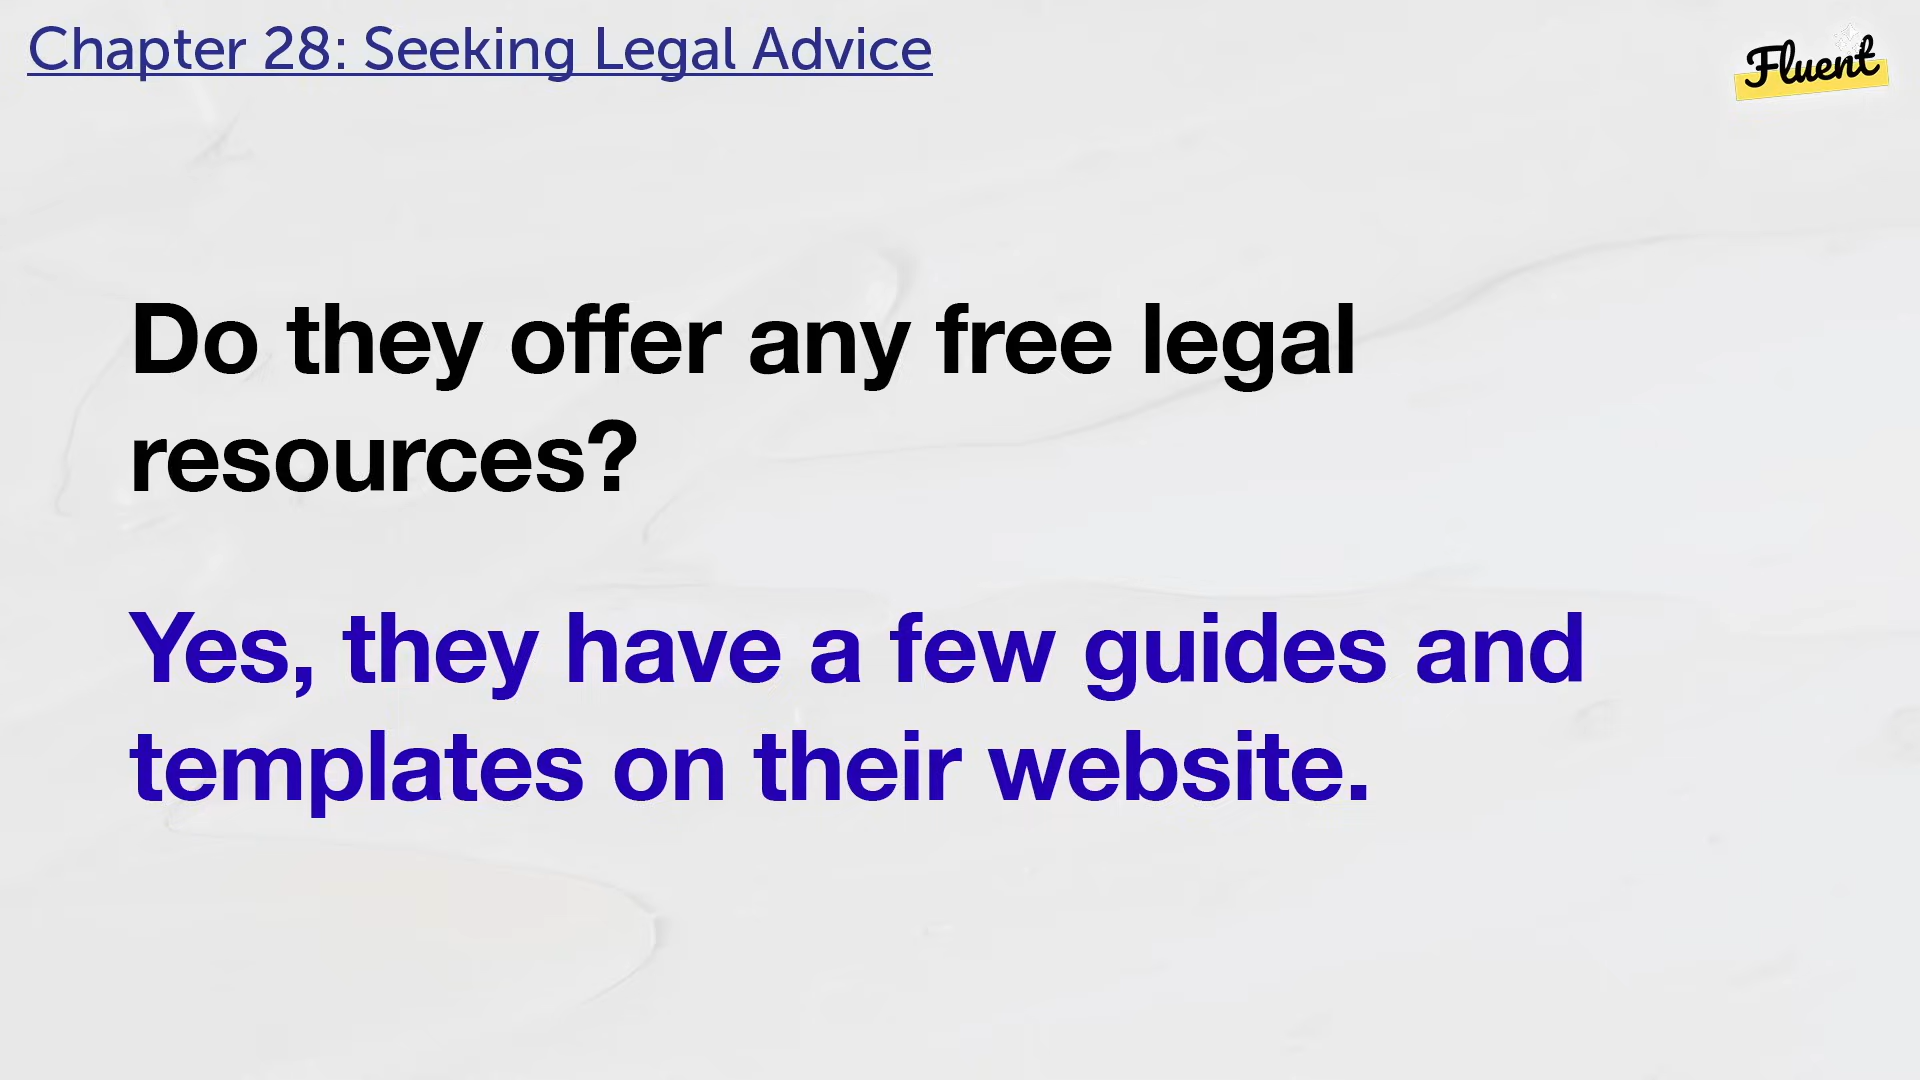 Chapter 28: Seeking Legal Advice
Fluent
Do they offer any free legal
resources?
Yes, they have a few guides and
templates on their website.